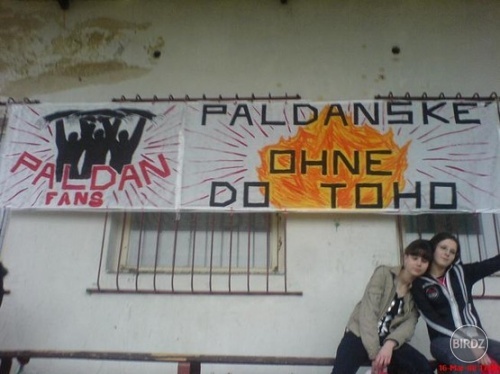 PALDAN
FANS
PALDANSKE
OHNE
DO TOHO
BIRDZ